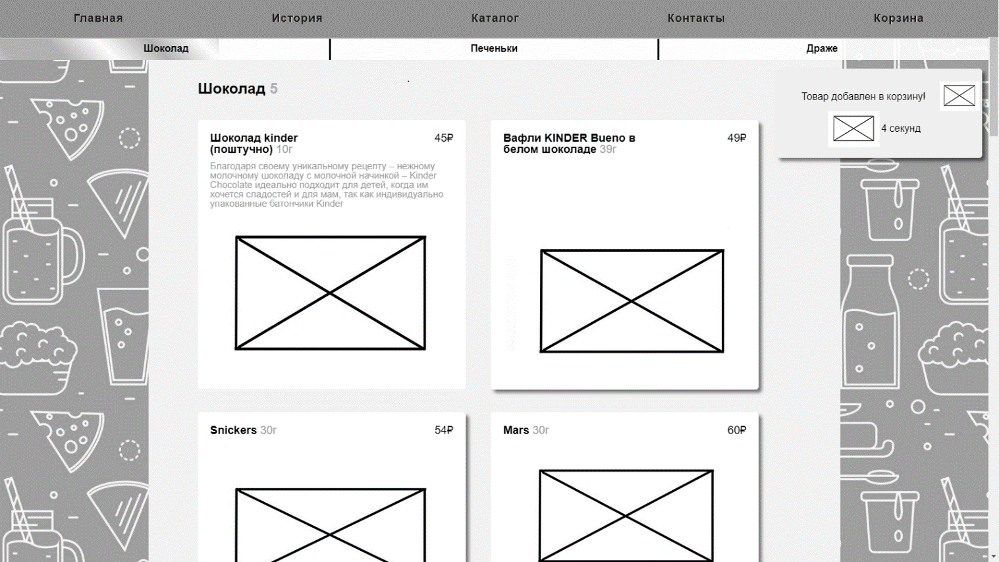 Главная
История
Каталог
Контакты
Корзина
Шоколад
Печеньки
Драже
Шоколад 5
Товар добавлен в корзину!
4 секунд
Шоколад kinder
(поштучно) 10г
45₽
Благодаря своему уникальному рецепту – нежному
молочному шоколаду с молочной начинкой – Kinder
Chocolate идеально подходит для детей, когда им
хочется сладостей и для мам, так как индивидуально
упакованные батончики Kinder
Вафли KINDER Bueno в
белом шоколаде 39г
49₽
Snickers 30г
54₽
Mars 30г
60₽